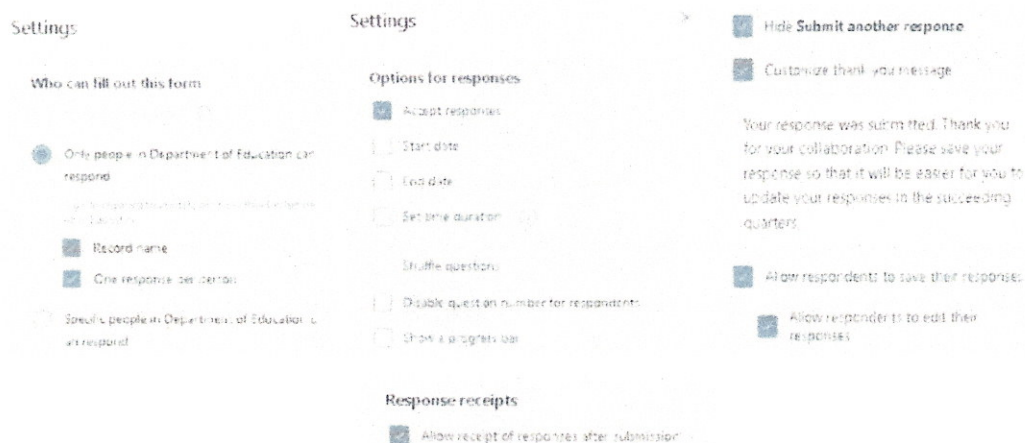 Settings
Who can fill out this form
Only people in Department of Education can
respond
Record name
One response per person
Specific people in Department of Education c
an respond
Settings
Options for responses
Accept responses
Start date
End date
Set time duration
Shuffle questions
Disable question number for respondents
Show a progress bar
Response receipts
Allow receipt of responses after submission
Hide Submit another response
Customize thank you message
Your response was submitted. Thank you
for your collaboration. Please save your
response so that it will be easier for you to
update your responses in the succeeding
quarters.
Allow respondents to save their responses
Allow responders to edit their
responses